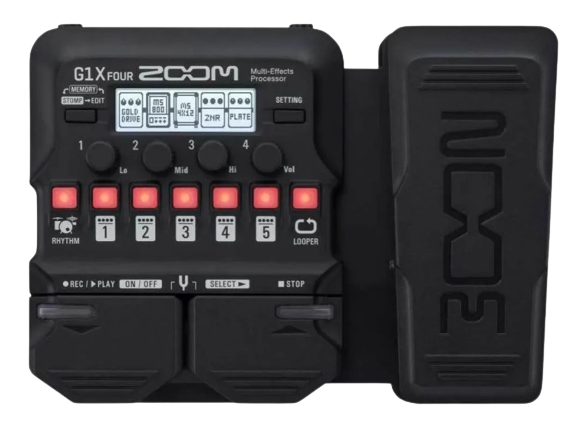 G1X FOUR ZOOM Multi-Effects
Processor
MEMORY
STOMP → EDIT
SETTING
GOLD
DRIVE
MS
800
MS
4X12
ZNR
PLATE
1 2 3 4
Lo Mid Hi Vol
RHYTHM 1 2 3 4 5 LOOPER
●REC / ▶PLAY ON / OFF SELECT ► ■ STOP
ZOOM